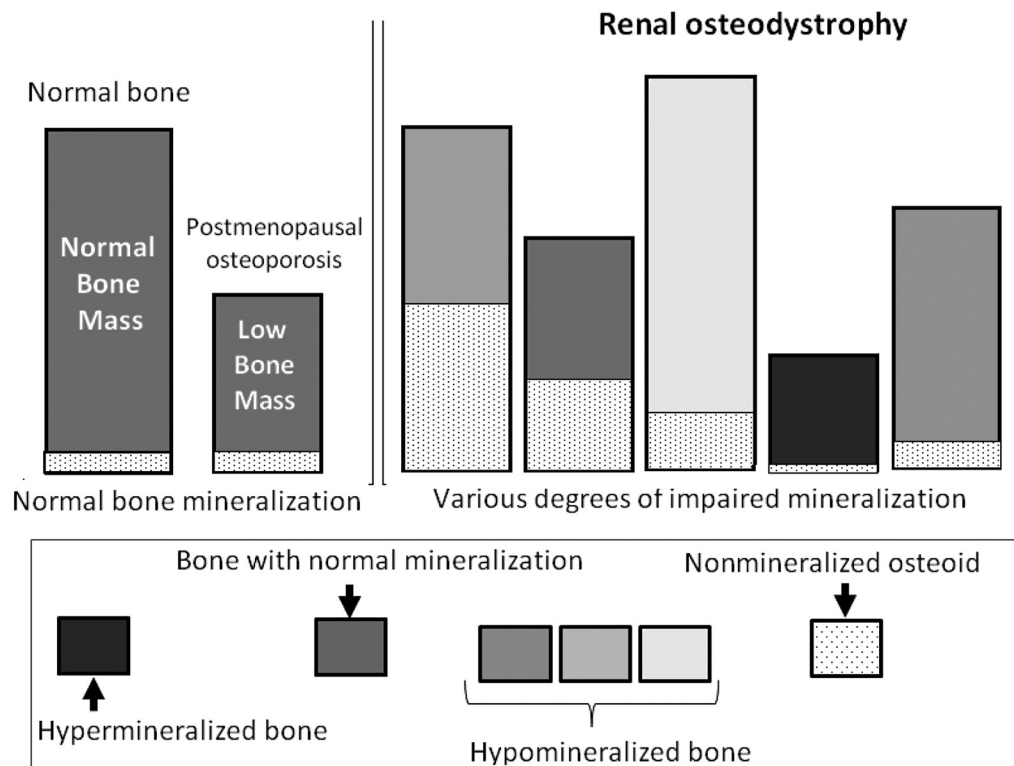 Renal osteodystrophy
Normal bone
Normal
Bone
Mass
Postmenopausal
osteoporosis
Low
Bone
Mass
Normal bone mineralization
Various degrees of impaired mineralization
Bone with normal mineralization
Nonmineralized osteoid
Hypermineralized bone
Hypomineralized bone